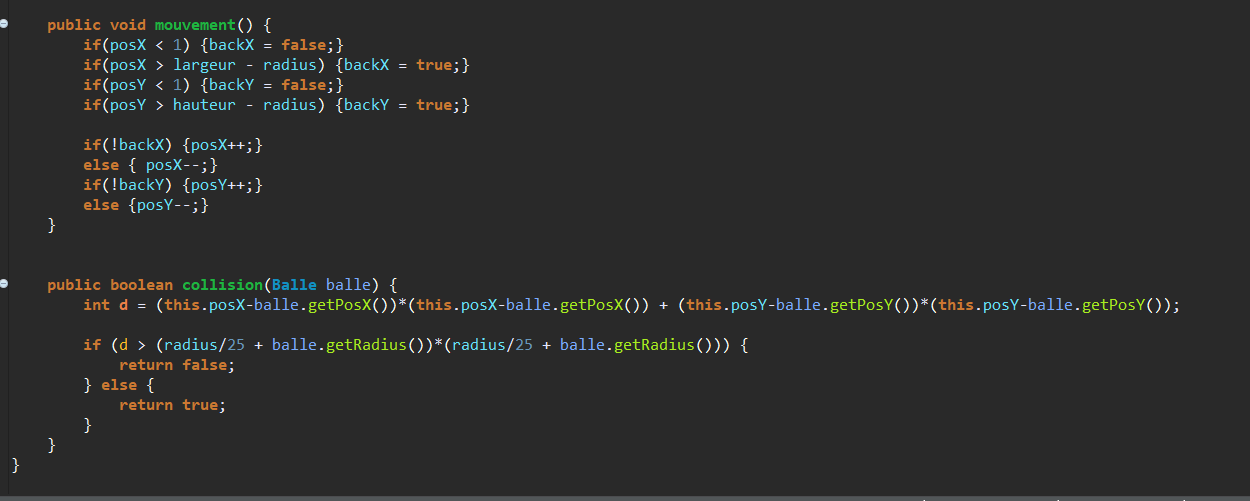 public void mouvement() {
if(posX < 1) {backX = false;}
if(posX > largeur - radius) {backX = true;}
if(posY < 1) {backY = false;}
if(posY > hauteur - radius) {backY = true;}
if(!backX) {posX++;}
else { posX--;}
if(!backY) {posY++;}
else {posY--;}
}
public boolean collision(Balle balle) {
int d = (this.posX-balle.getPosX())*(this.posX-balle.getPosX()) + (this.posY-balle.getPosY())*(this.posY-balle.getPosY());
if (d > (radius/25 + balle.getRadius())*(radius/25 + balle.getRadius())) {
return false;
} else {
return true;
}
}
}